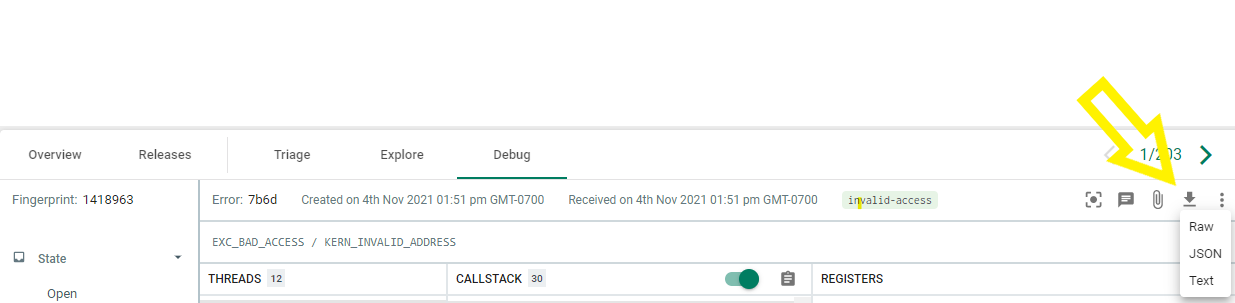 Overview Releases Triage Explore Debug 1/203
Fingerprint: 1418963 Error: 7b6d Created on 4th Nov 2021 01:51 pm GMT-0700 Received on 4th Nov 2021 01:51 pm GMT-0700 invalid-access
Raw
EXC_BAD_ACCESS / KERN_INVALID_ADDRESS
JSON
State
THREADS 12 CALLSTACK 30 REGISTERS
Text
Open